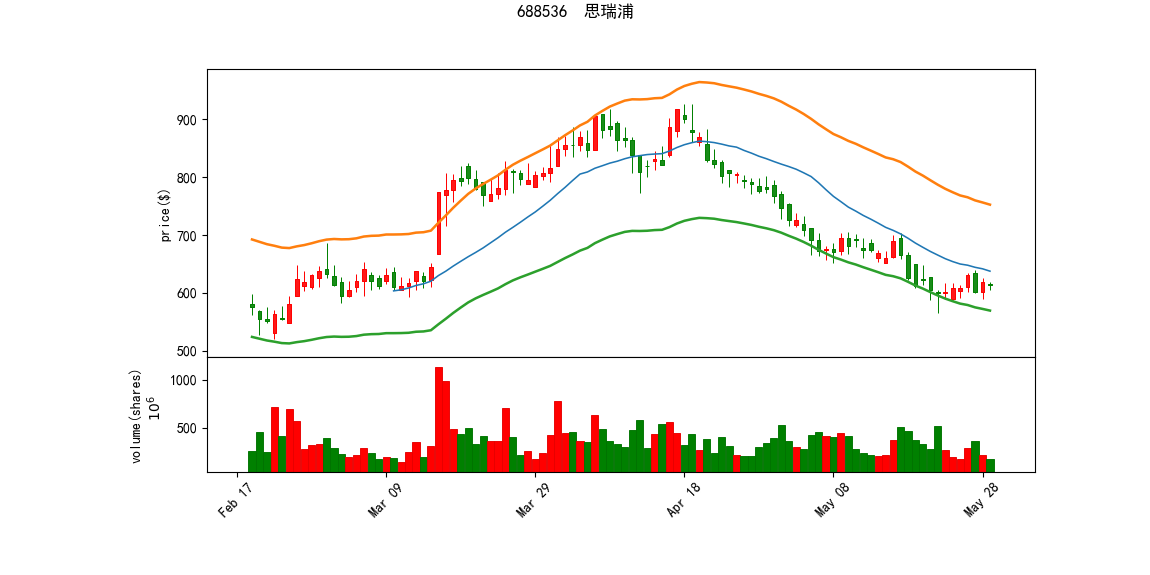 688536 思瑞浦
900
800
700
600
500
price($)
1000
500
volume(shares)
10^6
Feb 17
Mar 09
Mar 29
Apr 18
May 08
May 28